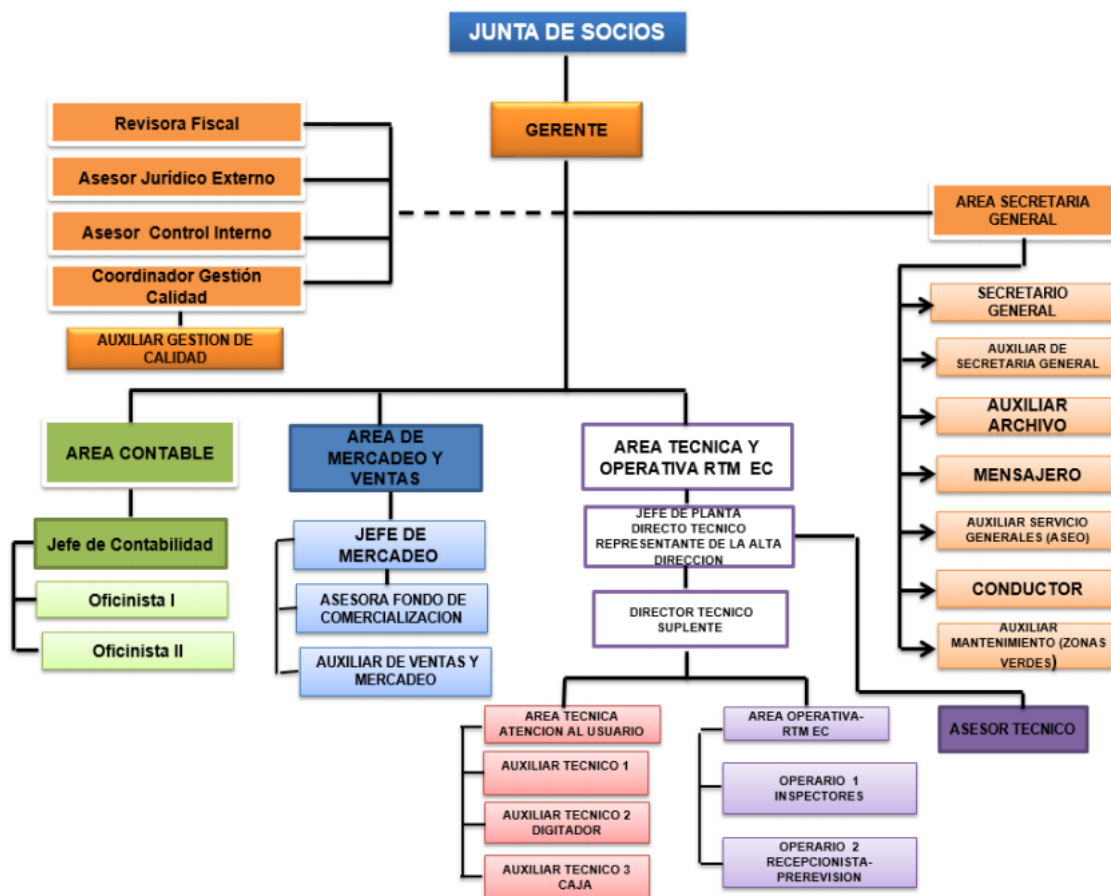 JUNTA DE SOCIOS
GERENTE
Revisora Fiscal
Asesor Jurídico Externo
Asesor Control Interno
Coordinador Gestión
Calidad
AUXILIAR GESTION DE
CALIDAD
AREA SECRETARIA
GENERAL
SECRETARIO
GENERAL
AUXILIAR DE
SECRETARIA GENERAL
AUXILIAR
ARCHIVO
MENSAJERO
AUXILIAR SERVICIO
GENERALES (ASEO)
CONDUCTOR
AUXILIAR
MANTENIMIENTO (ZONAS
VERDES)
AREA CONTABLE
Jefe de Contabilidad
Oficinista I
Oficinista II
AREA DE
MERCADEO Y
VENTAS
JEFE DE
MERCADEO
ASESORA FONDO DE
COMERCIALIZACION
AUXILIAR DE VENTAS Y
MERCADEO
AREA TECNICA Y
OPERATIVA RTM EC
JEFE DE PLANTA
DIRECTO TECNICO
REPRESENTANTE DE LA ALTA
DIRECCION
DIRECTOR TECNICO
SUPLENTE
AREA TECNICA
ATENCION AL USUARIO
AUXILIAR TECNICO 1
AUXILIAR TECNICO 2
DIGITADOR
AUXILIAR TECNICO 3
CAJA
AREA OPERATIVA-
RTM EC
OPERARIO 1
INSPECTORES
OPERARIO 2
RECEPCIONISTA-
PREREVISION
ASESOR TECNICO